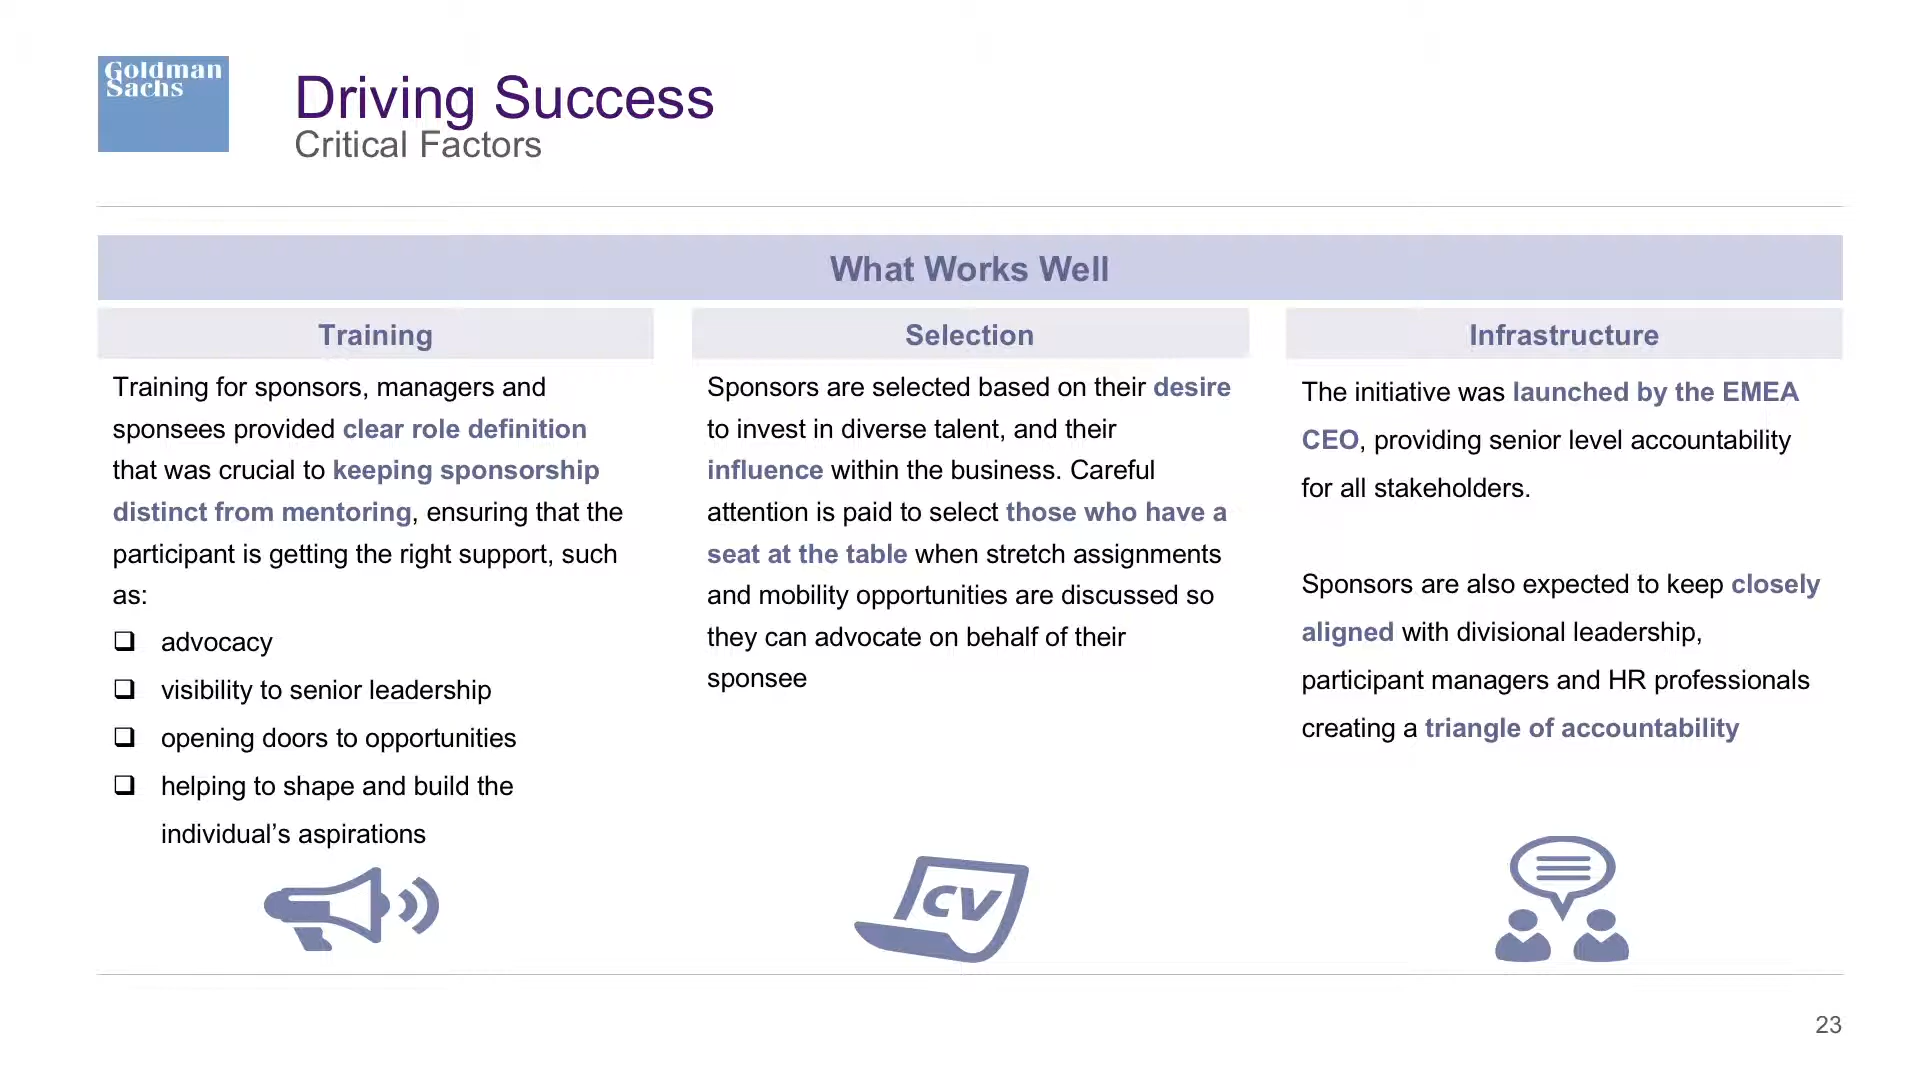 Goldman
Sachs
Driving Success
Critical Factors
What Works Well
Training
Training for sponsors, managers and
sponsees provided clear role definition
that was crucial to keeping sponsorship
distinct from mentoring, ensuring that the
participant is getting the right support, such
as:
❑ advocacy
❑ visibility to senior leadership
❑ opening doors to opportunities
❑ helping to shape and build the
individual’s aspirations
Selection
Sponsors are selected based on their desire
to invest in diverse talent, and their
influence within the business. Careful
attention is paid to select those who have a
seat at the table when stretch assignments
and mobility opportunities are discussed so
they can advocate on behalf of their
sponsee
CV
Infrastructure
The initiative was launched by the EMEA
CEO, providing senior level accountability
for all stakeholders.
Sponsors are also expected to keep closely
aligned with divisional leadership,
participant managers and HR professionals
creating a triangle of accountability
23